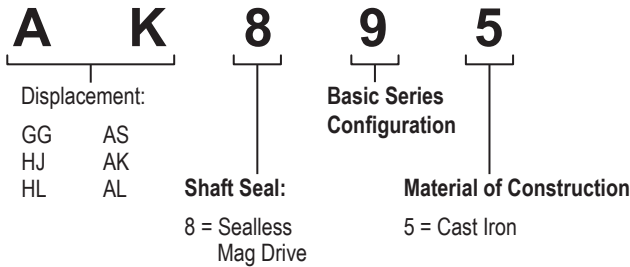 A K 8 9 5
Displacement:
GG AS
HJ AK
HL AL
Basic Series
Configuration
Shaft Seal:
8 = Sealless
Mag Drive
Material of Construction
5 = Cast Iron